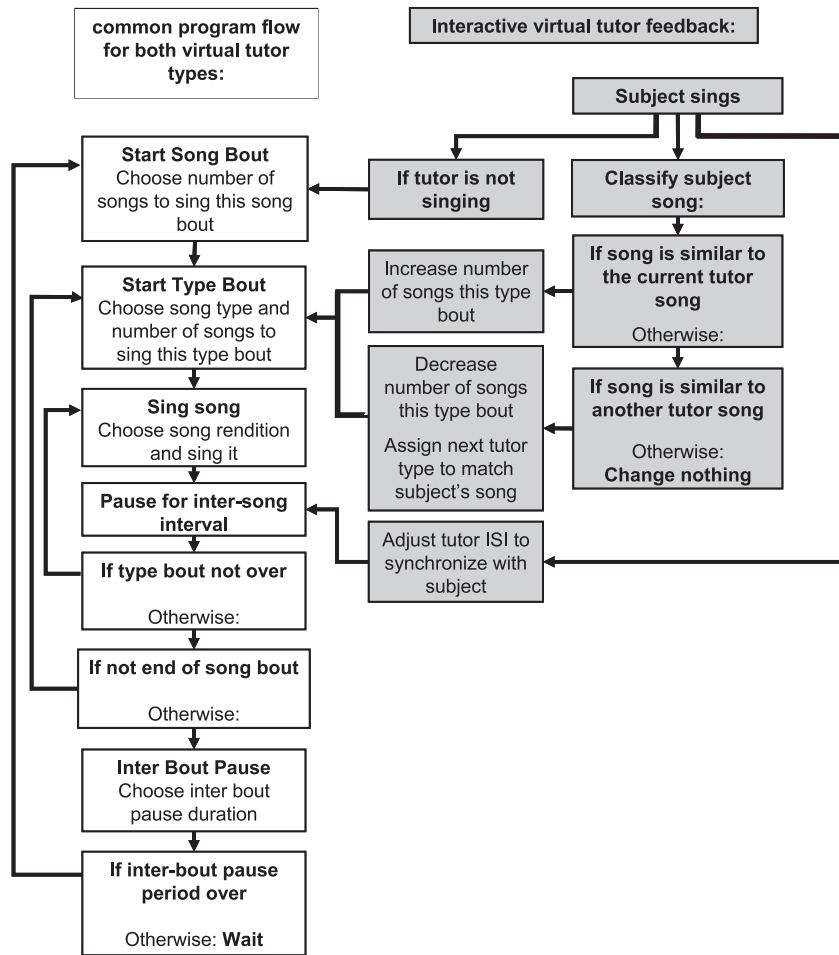 common program flow
for both virtual tutor
types:
Interactive virtual tutor feedback:
Subject sings
Start Song Bout
Choose number of
songs to sing this song
bout
If tutor is not
singing
Classify subject
song:
Start Type Bout
Choose song type and
number of songs to
sing this type bout
Increase number
of songs this type
bout
If song is similar to
the current tutor
song
Otherwise:
Sing song
Choose song rendition
and sing it
Decrease
number of songs
this type bout
Assign next tutor
type to match
subject's song
If song is similar to
another tutor song
Otherwise:
Change nothing
Pause for inter-song
interval
Adjust tutor ISI to
synchronize with
subject
If type bout not over
Otherwise:
If not end of song bout
Otherwise:
Inter Bout Pause
Choose inter bout
pause duration
If inter-bout pause
period over
Otherwise: Wait